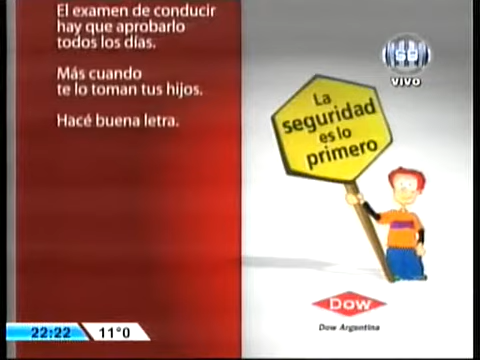 El examen de conducir
hay que aprobarlo
todos los días.
Más cuando
te lo toman tus hijos.
Hacé buena letra.
VIVO
La
seguridad
es lo
primero
Dow
Dow Argentina
22:22 11°0